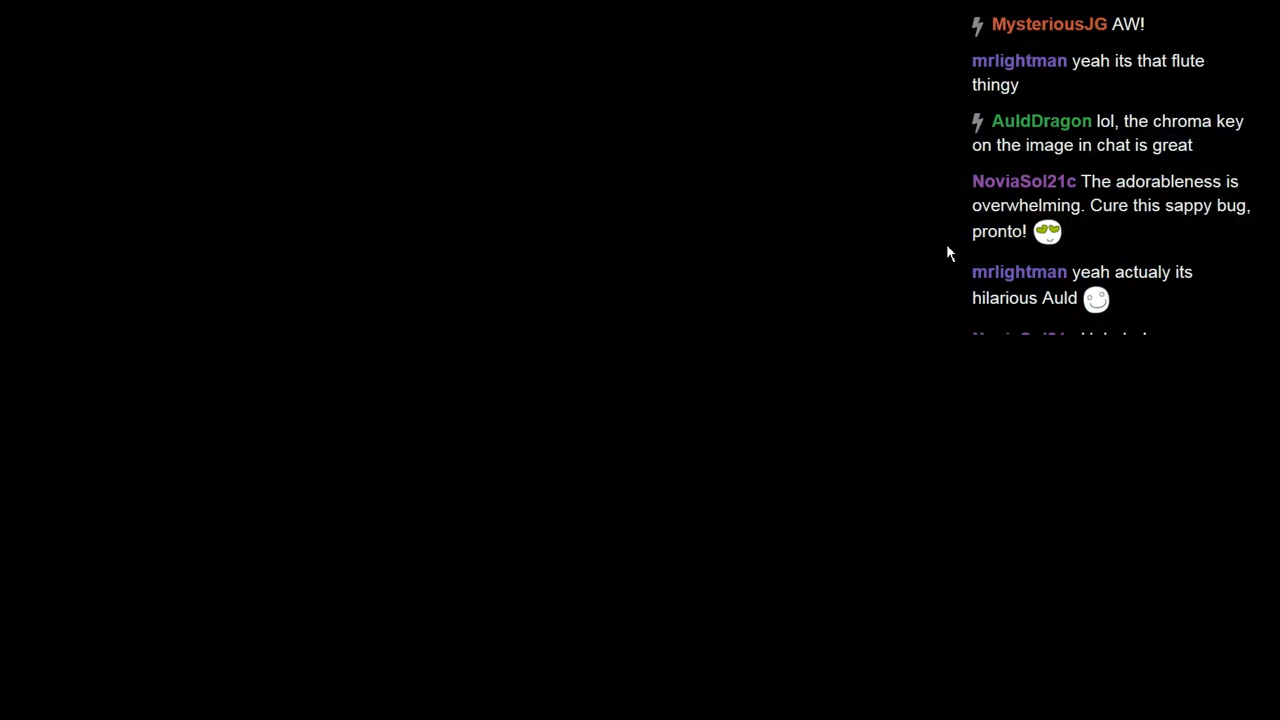 MysteriousJG AW!
mrlightman yeah its that flute
thingy
AuldDragon lol, the chroma key
on the image in chat is great
NoviaSol21c The adorableness is
overwhelming. Cure this sappy bug,
pronto!
mrlightman yeah actualy its
hilarious Auld